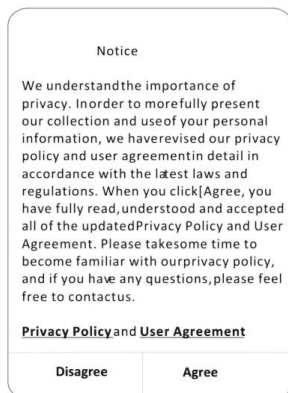 Notice
We understandthe importance of
privacy. Inorder to morefully present
our collection and useof your personal
information, we haverevised our privacy
policy and user agreementin detail in
accordance with the latest laws and
regulations. When you click[Agree, you
have fully read,understood and accepted
all of the updatedPrivacy Policy and User
Agreement. Please takesome time to
become familiar with ourprivacy policy,
and if you have any questions,please feel
free to contactus.
Privacy Policy and User Agreement
Disagree Agree